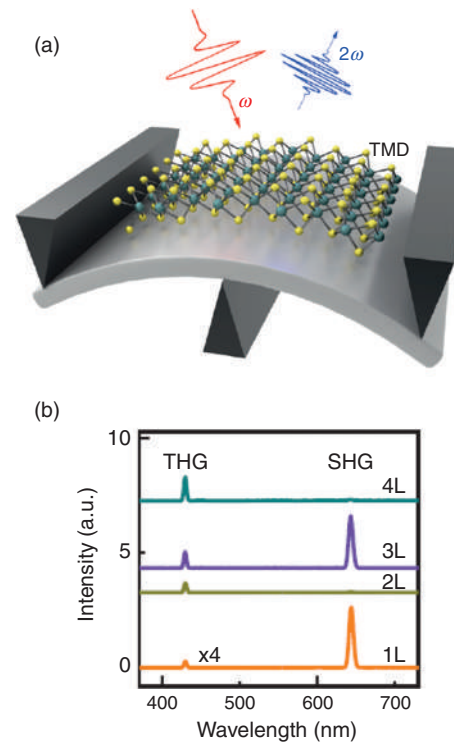 (a)
2ω
ω
TMD
(b)
10
THG SHG
4L
5
3L
2L
x4 1L
0
400 500 600 700
Intensity (a.u.)
Wavelength (nm)